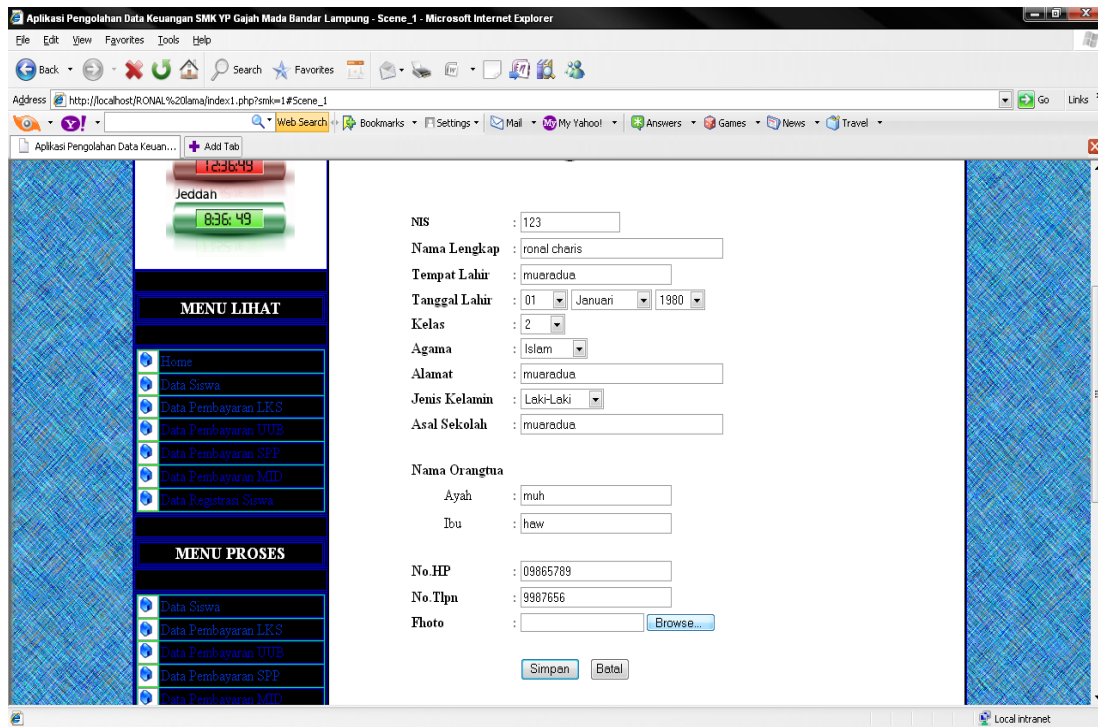 Aplikasi Pengolahan Data Keuangan SMK YP Gajah Mada Bandar Lampung - Scene_1 - Microsoft Internet Explorer
File Edit View Favorites Tools Help
Back Search Favorites
Address http://localhost/RONAL%20lama/index1.php?smk=1#Scene_1 Go Links
Y! Web Search Bookmarks Settings Mail My Yahoo! Answers Games News Travel
Aplikasi Pengolahan Data Keuan... Add Tab
12:36:49
Jeddah
8:36: 49
MENU LIHAT
Home
Data Siswa
Data Pembayaran LKS
Data Pembayaran UUB
Data Pembayaran SPP
Data Pembayaran MID
Data Registrasi Siswa
MENU PROSES
Data Siswa
Data Pembayaran LKS
Data Pembayaran UUB
Data Pembayaran SPP
Data Pembayaran MID
NIS : 123
Nama Lengkap : ronal charis
Tempat Lahir : muaradua
Tanggal Lahir : 01 Januari 1980
Kelas : 2
Agama : Islam
Alamat : muaradua
Jenis Kelamin : Laki-Laki
Asal Sekolah : muaradua
Nama Orangtua
Ayah : muh
Ibu : haw
No.HP : 09865789
No.Tlpn : 9987656
Fhoto : Browse...
Simpan Batal
Local intranet